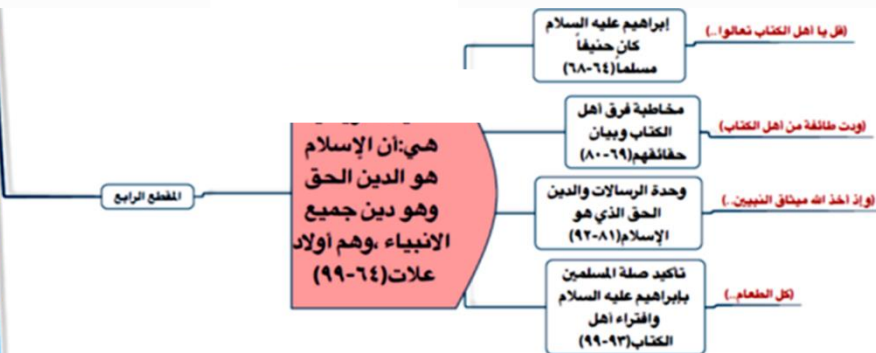 (قل يا أهل الكتاب تعالوا..)
إبراهيم عليه السلام
كان حنيفاً
مسلماً(٦٤-٦٨)
(ودت طائفة من أهل الكتاب)
مخاطبة فرق أهل
الكتاب وبيان
حقائقهم(٦٩-٨٠)
(وإذ أخذ الله ميثاق النبيين..)
وحدة الرسالات والدين
الحق الذي هو
الإسلام(٨١-٩٢)
(كل الطعام..)
تأكيد صلة المسلمين
بإبراهيم عليه السلام
وافتراء أهل
الكتاب(٩٣-٩٩)
هي:أن الإسلام
هو الدين الحق
وهو دين جميع
الانبياء ،وهم أولاد
علات(٦٤-٩٩)
المقطع الرابع